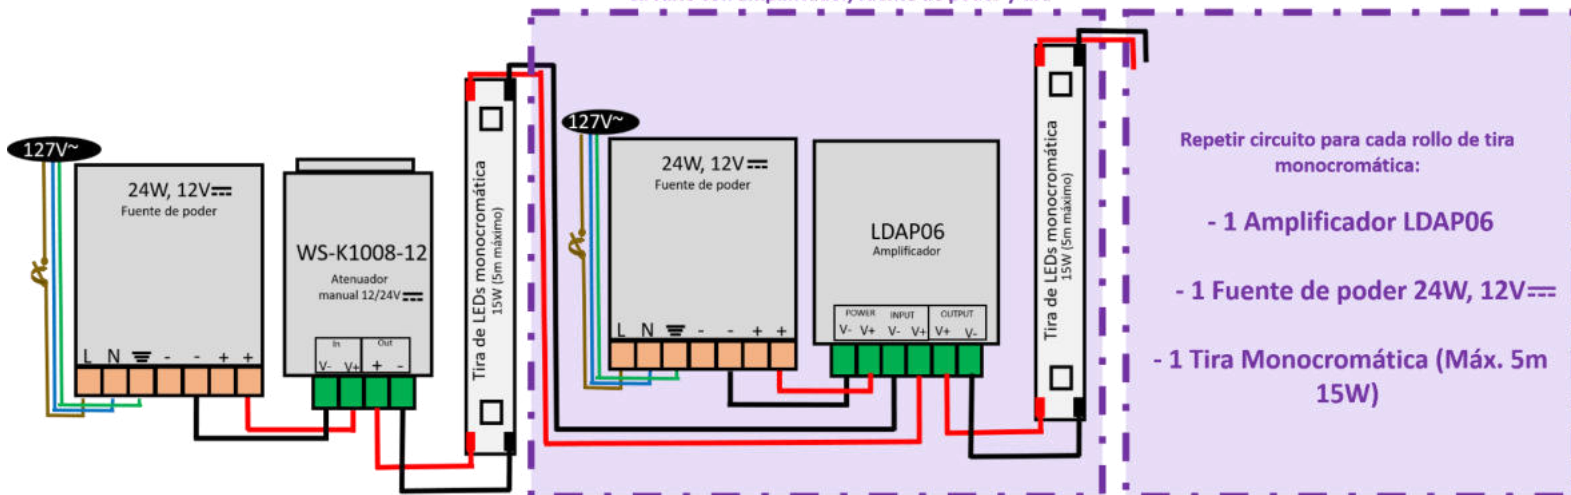 127V~
24W, 12V⎓
Fuente de poder
L N - - + +
WS-K1008-12
Atenuador
manual 12/24V⎓
In Out
V- V+ + -
Tira de LEDs monocromática
15W (5m máximo)
127V~
24W, 12V⎓
Fuente de poder
L N - - + +
LDAP06
Amplificador
POWER INPUT OUTPUT
V- V+ V- V+ V+ V-
Tira de LEDs monocromática
15W (5m máximo)
Repetir circuito para cada rollo de tira
monocromática:
- 1 Amplificador LDAP06
- 1 Fuente de poder 24W, 12V⎓
- 1 Tira Monocromática (Máx. 5m
15W)